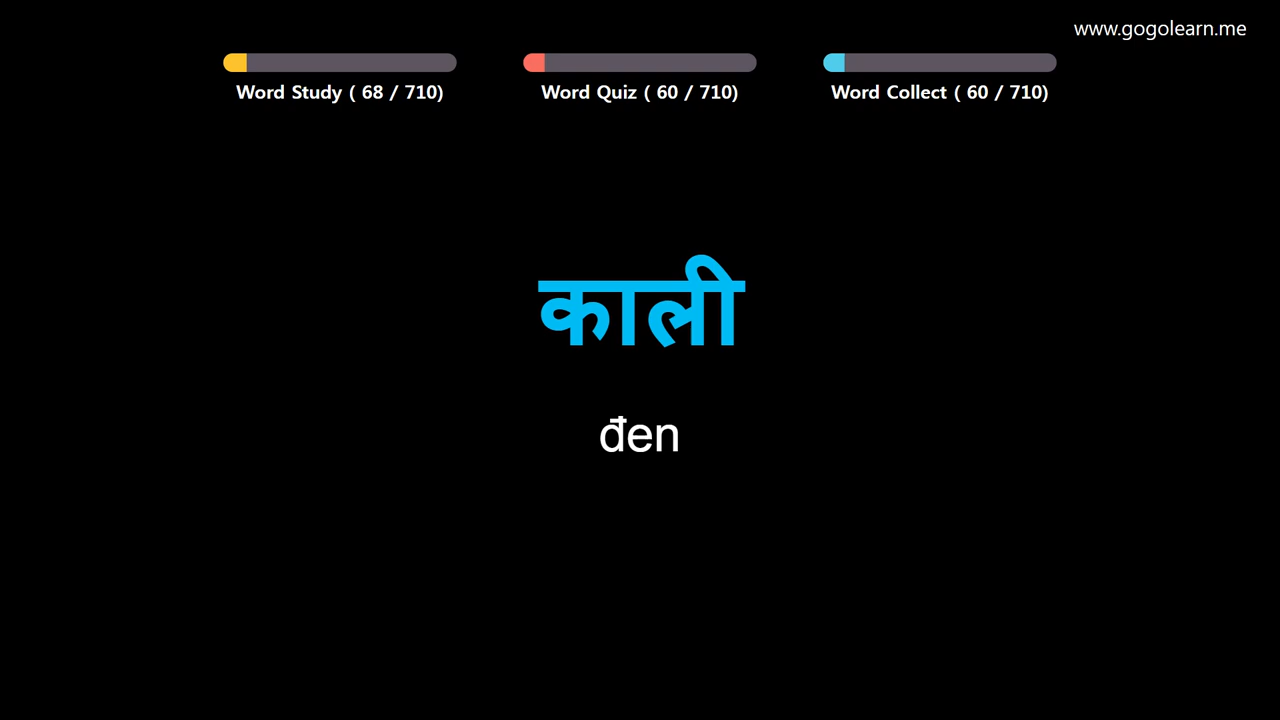 www.gogolearn.me
Word Study ( 68 / 710)
Word Quiz ( 60 / 710)
Word Collect ( 60 / 710)
काली
đen